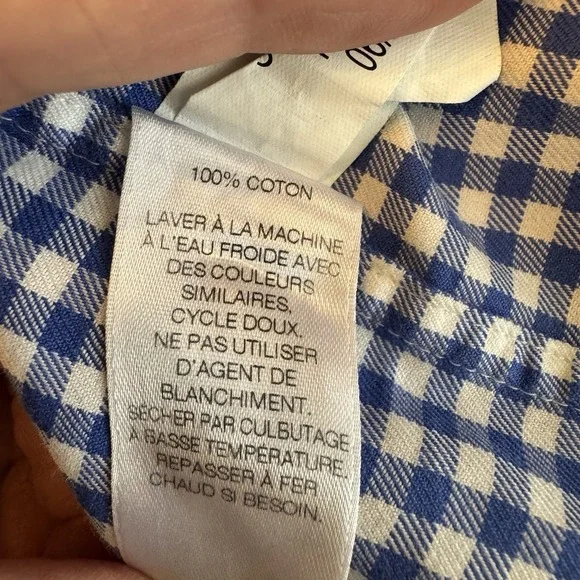 100% COTON
LAVER À LA MACHINE
À L'EAU FROIDE AVEC
DES COULEURS
SIMILAIRES.
CYCLE DOUX.
NE PAS UTILISER
D'AGENT DE
BLANCHIMENT.
SÉCHER PAR CULBUTAGE
À BASSE TEMPÉRATURE.
REPASSER À FER
CHAUD SI BESOIN.